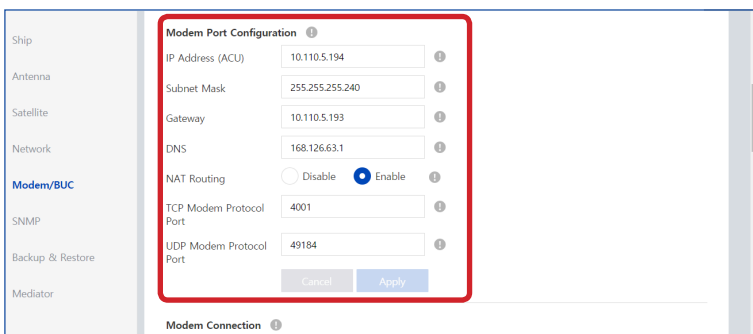 Ship
Antenna
Satellite
Network
Modem/BUC
SNMP
Backup & Restore
Mediator
Modem Port Configuration
IP Address (ACU) 10.110.5.194
Subnet Mask 255.255.255.240
Gateway 10.110.5.193
DNS 168.126.63.1
NAT Routing Disable Enable
TCP Modem Protocol
Port 4001
UDP Modem Protocol
Port 49184
Cancel Apply
Modem Connection